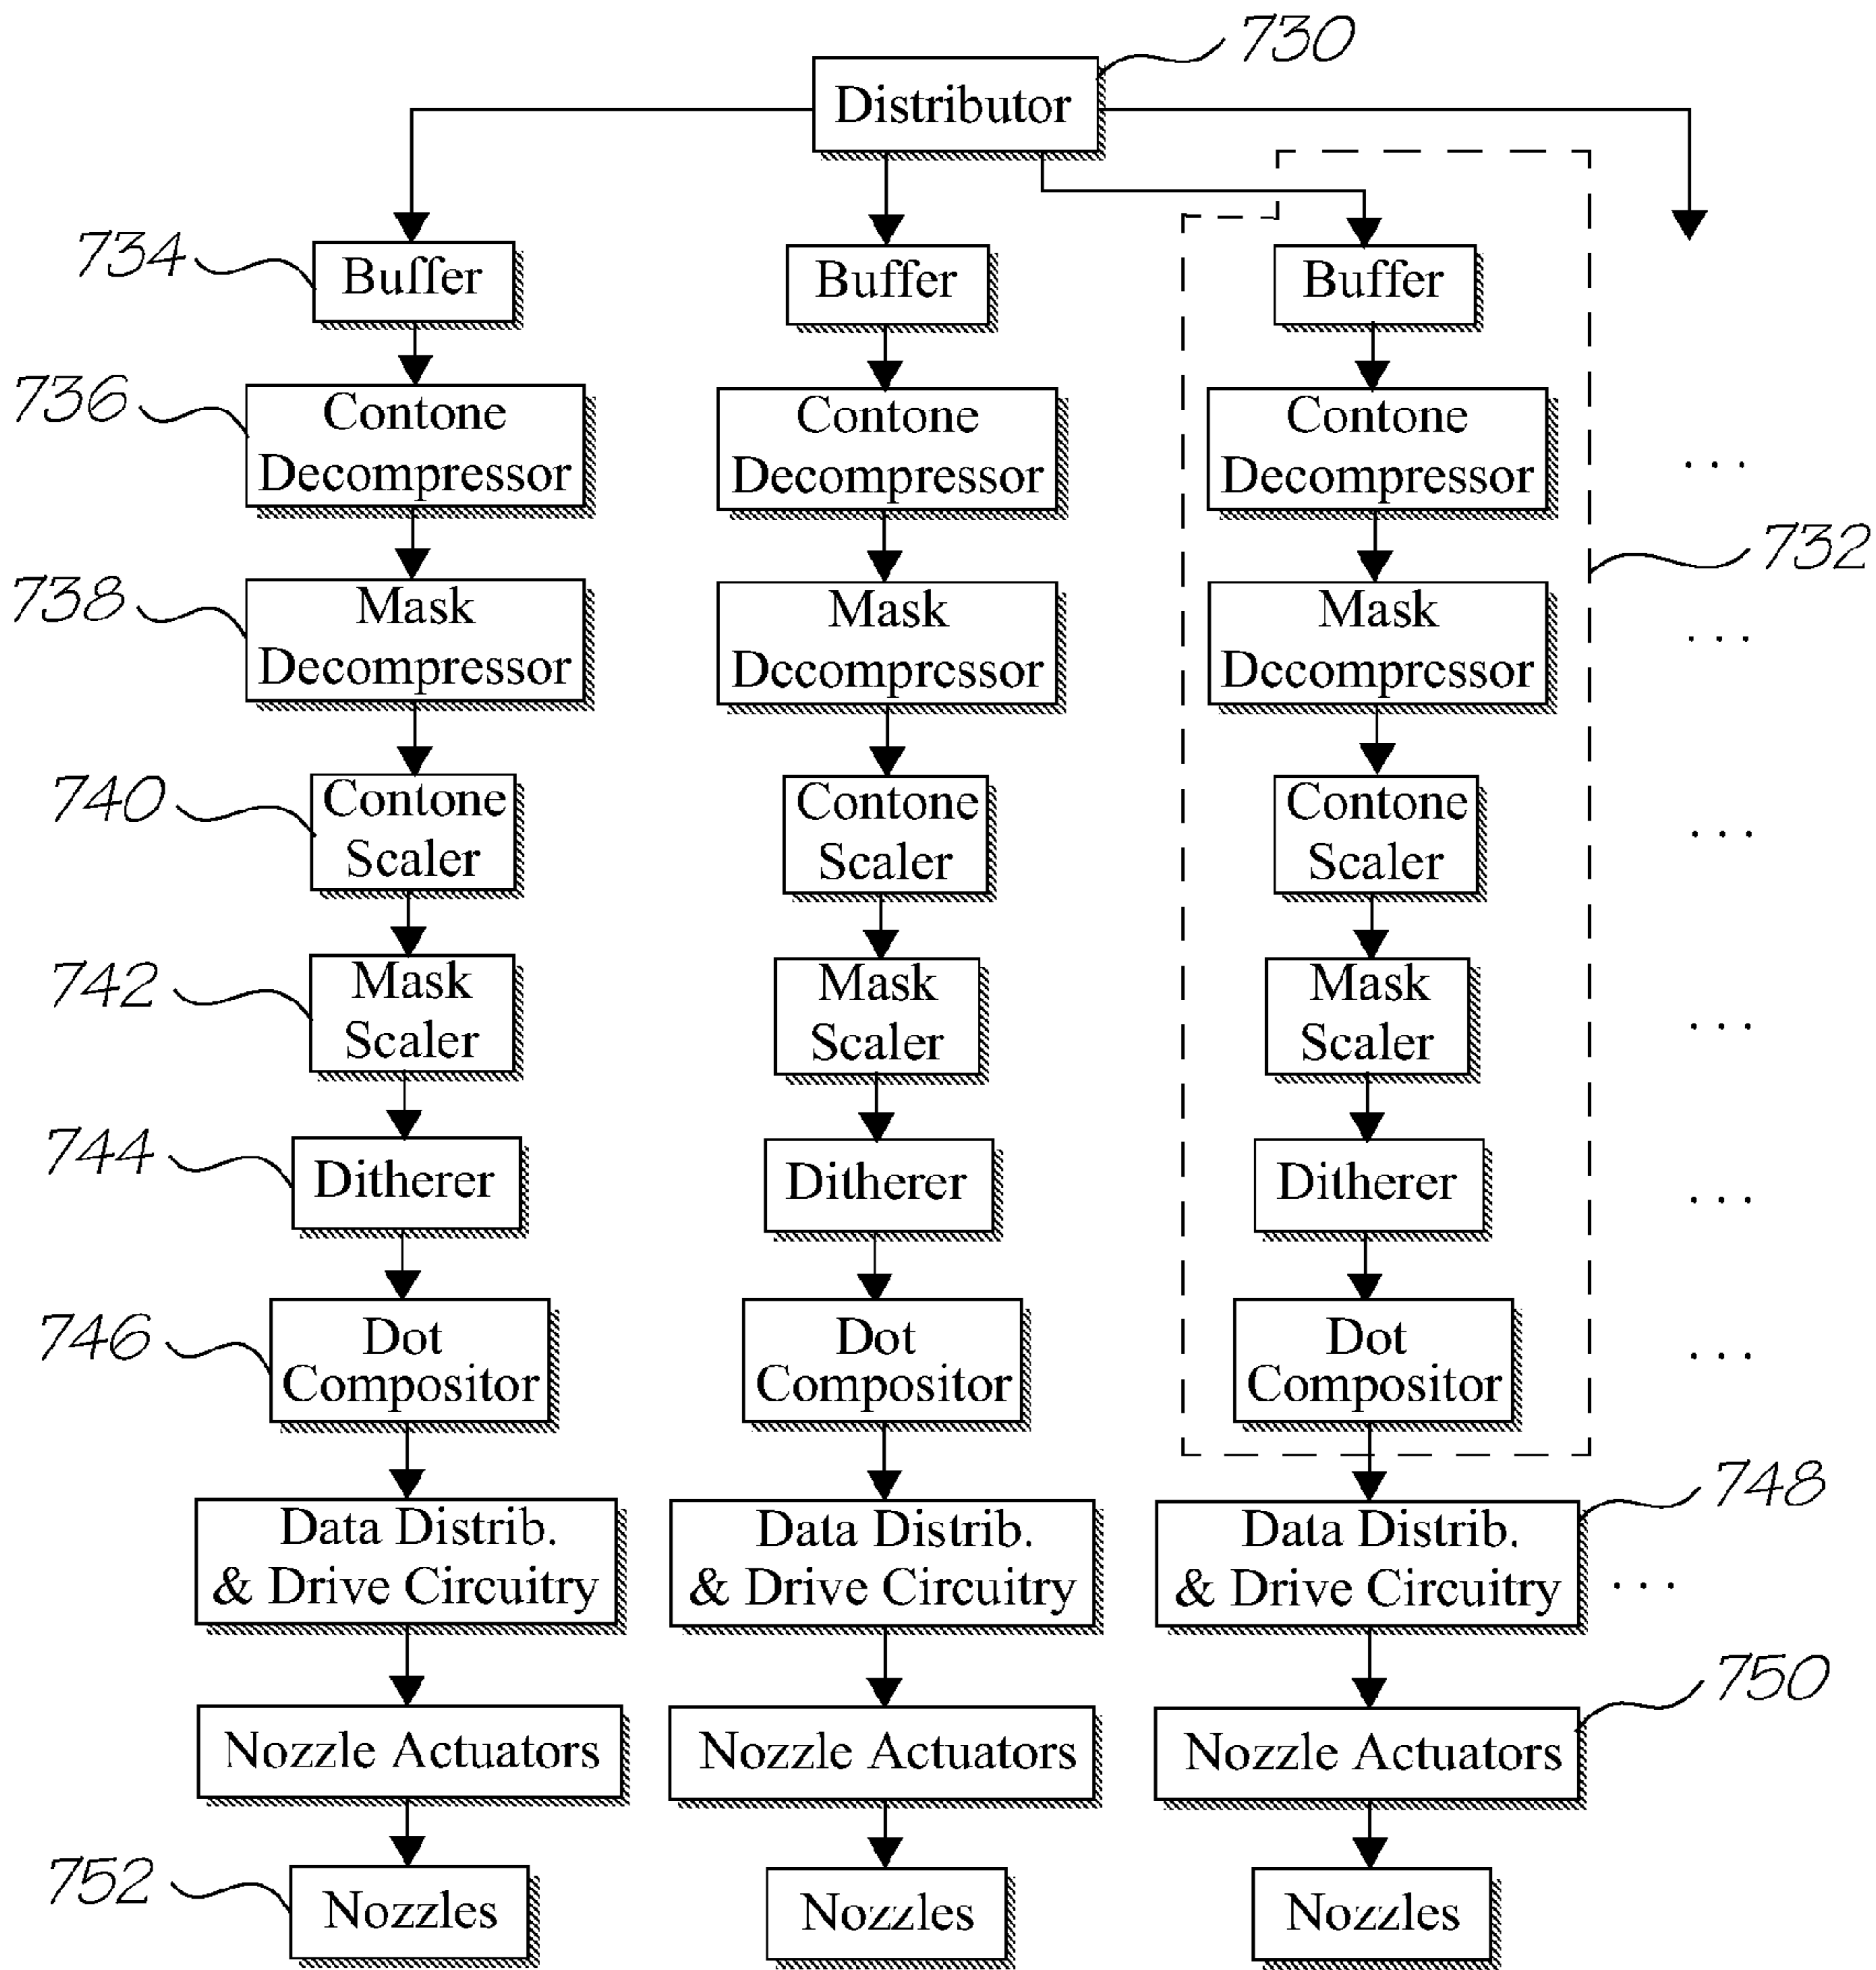 730
Distributor
734
Buffer
Buffer
Buffer
736
Contone
Decompressor
Contone
Decompressor
Contone
Decompressor
...
732
738
Mask
Decompressor
Mask
Decompressor
Mask
Decompressor
...
740
Contone
Scaler
Contone
Scaler
Contone
Scaler
...
742
Mask
Scaler
Mask
Scaler
Mask
Scaler
...
744
Ditherer
Ditherer
Ditherer
...
746
Dot
Compositor
Dot
Compositor
Dot
Compositor
...
748
Data Distrib.
& Drive Circuitry
Data Distrib.
& Drive Circuitry
Data Distrib.
& Drive Circuitry
...
750
Nozzle Actuators
Nozzle Actuators
Nozzle Actuators
752
Nozzles
Nozzles
Nozzles